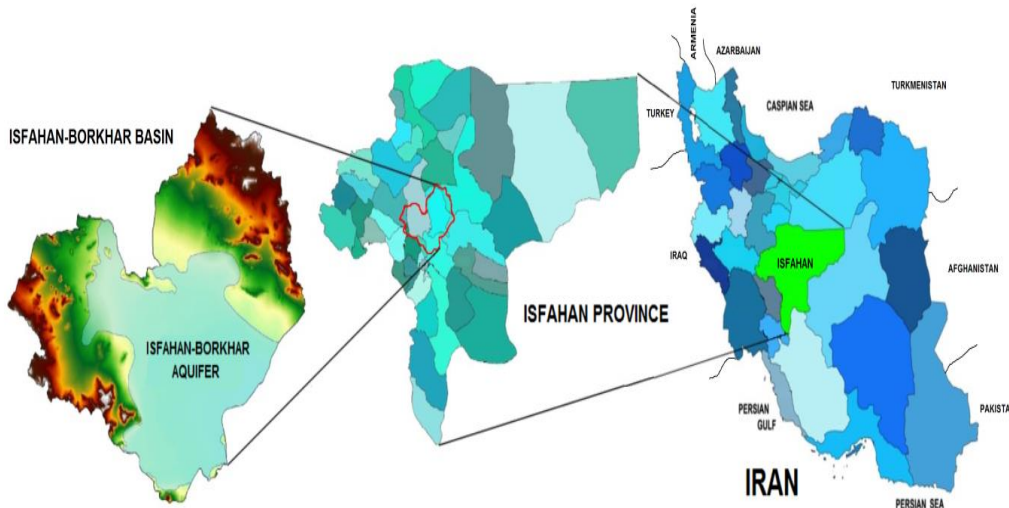 ISFAHAN-BORKHAR BASIN
ISFAHAN-BORKHAR
AQUIFER
ISFAHAN PROVINCE
ARMENIA
AZARBAIJAN
TURKEY
CASPIAN SEA
TURKMENISTAN
IRAQ
ISFAHAN
AFGHANISTAN
PERSIAN
GULF
PAKIST
IRAN
PERSIAN SEA